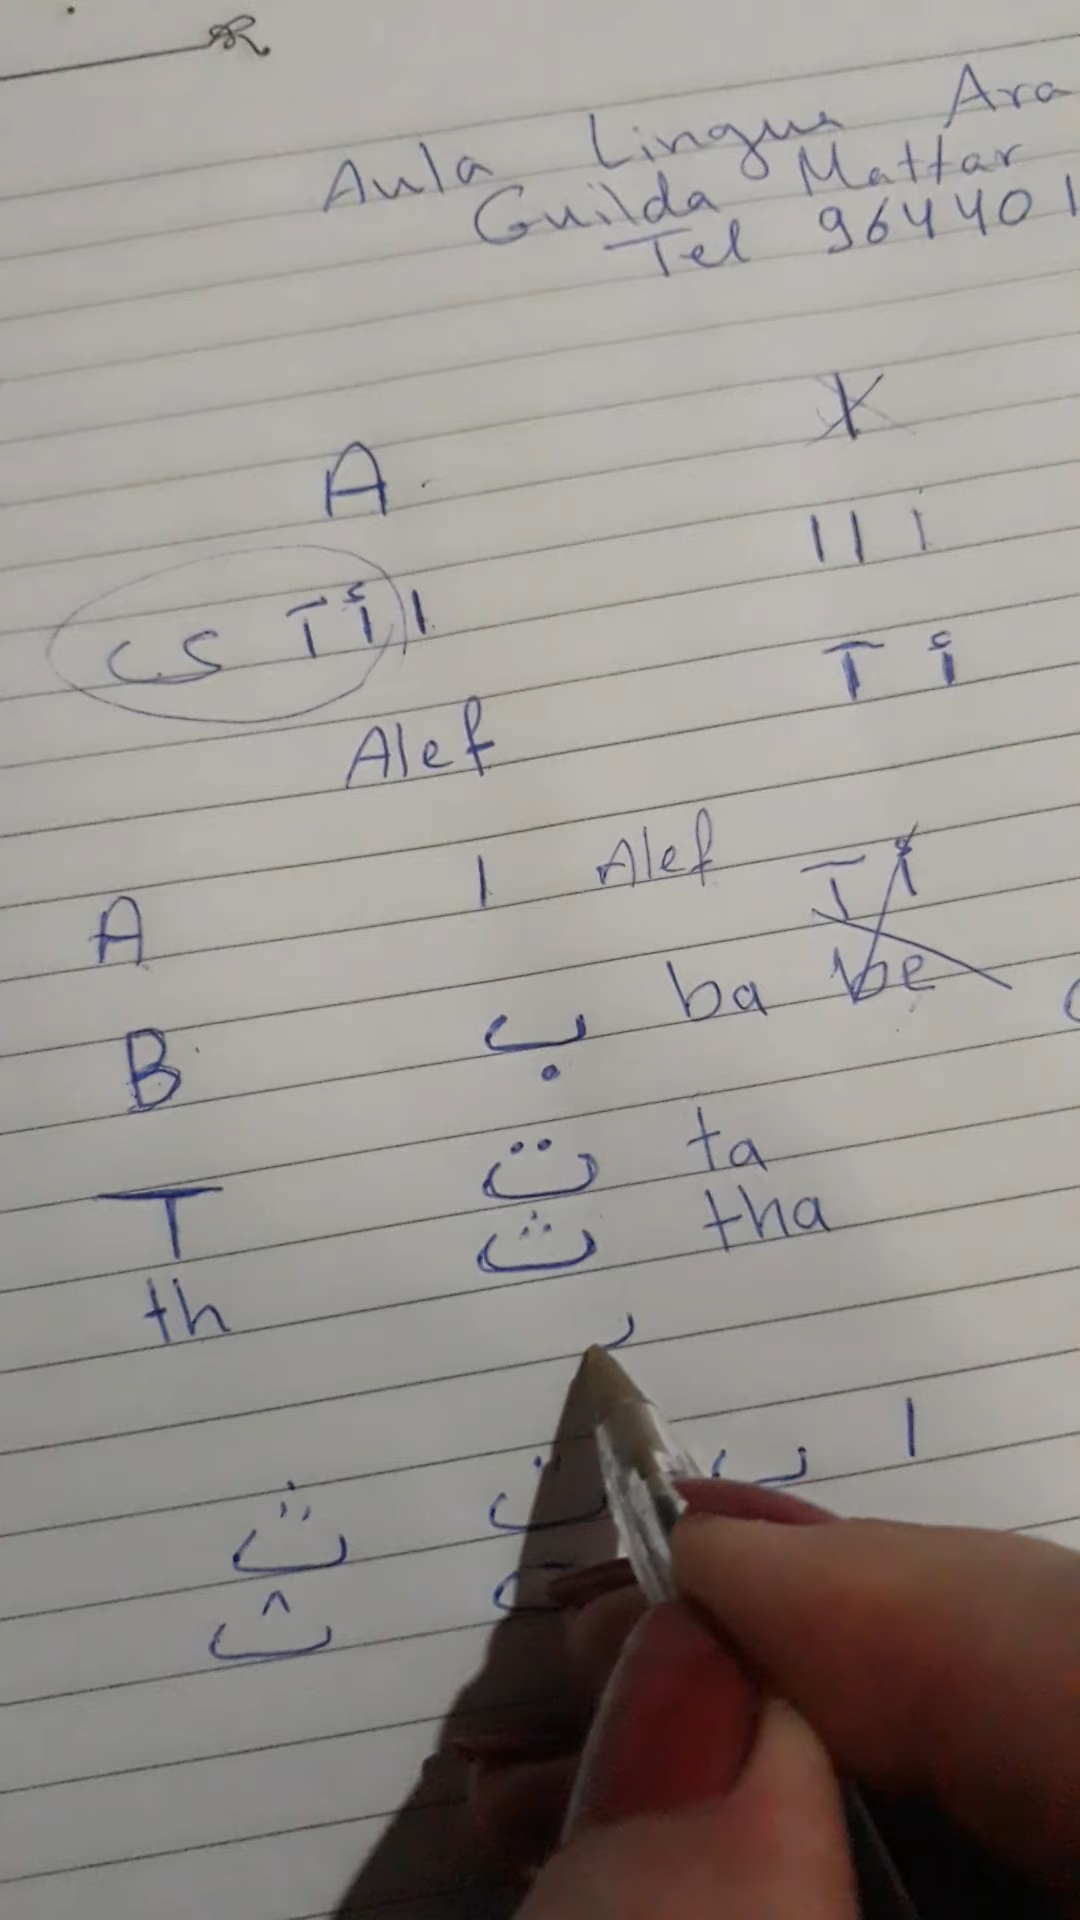 Aula Lingua Ara
Guilda Mattar
Tel 964401
A
ا ا ا
ا أ آ ى
أ آ
Alef
A ا Alef
B ب ba be
T ت ta
th ث tha
ا ب ت ث
ث